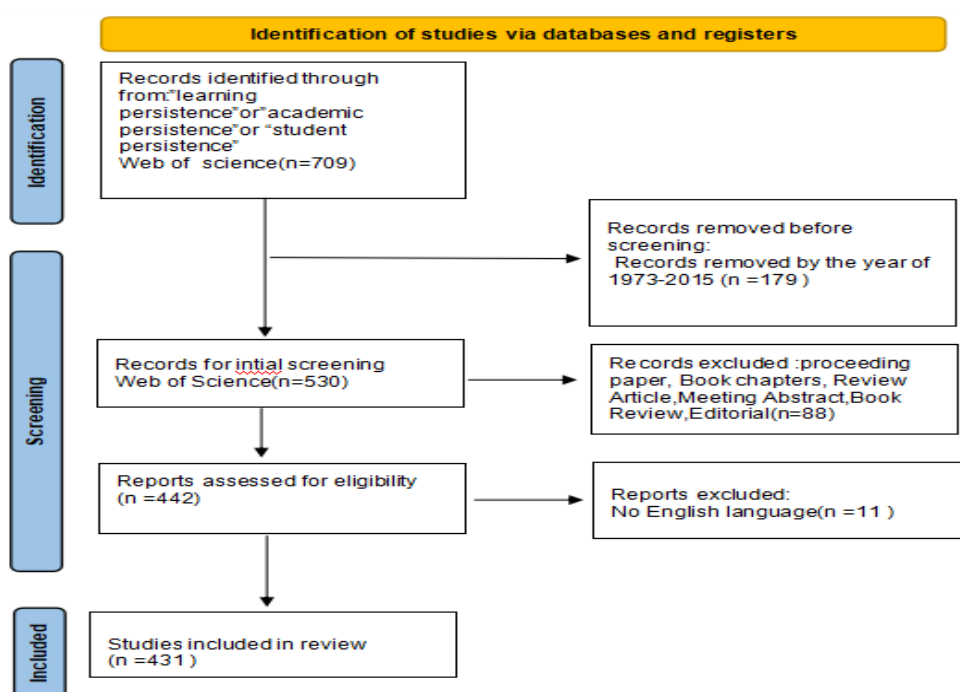 Identification of studies via databases and registers
Identification
Records identified through
from:"learning
persistence"or"academic
persistence"or "student
persistence"
Web of  science(n=709)
Records removed before
screening:
Records removed by the year of
1973-2015 (n =179 )
Screening
Records for intial screening
Web of Science(n=530)
Records excluded :proceeding
paper, Book chapters, Review
Article,Meeting Abstract,Book
Review,Editorial(n=88)
Reports assessed for eligibility
(n =442)
Reports excluded:
No English language(n =11 )
Included
Studies included in review
(n =431 )